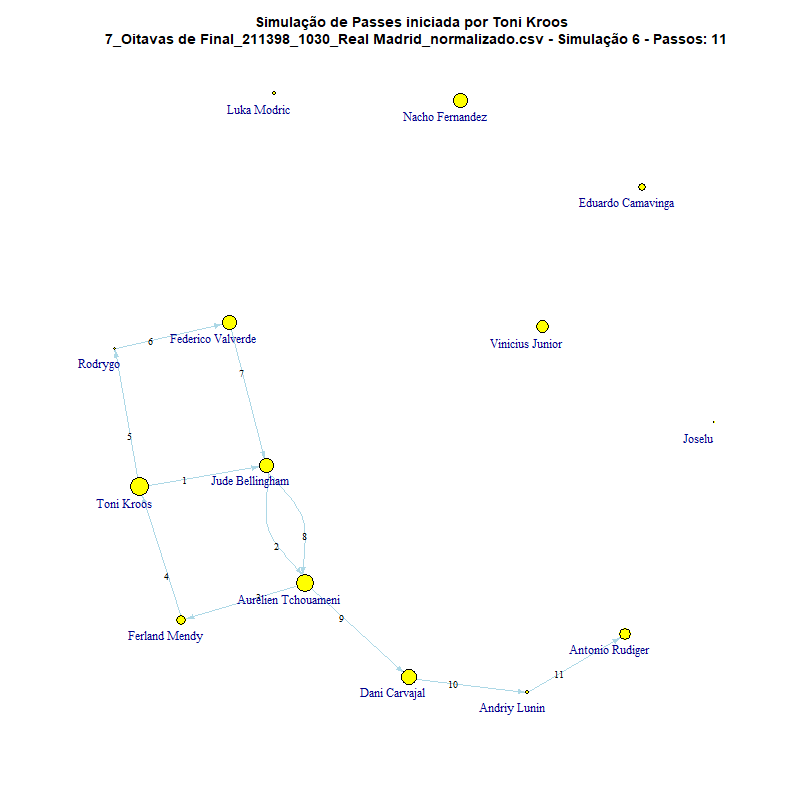 Simulação de Passes iniciada por Toni Kroos
7_Oitavas de Final_211398_1030_Real Madrid_normalizado.csv - Simulação 6 - Passos: 11
Luka Modric
Nacho Fernandez
Eduardo Camavinga
Federico Valverde
6
Vinicius Junior
Rodrygo
7
5
Joselu
1
Jude Bellingham
Toni Kroos
8
2
4
3
Aurélien Tchouameni
9
Ferland Mendy
Antonio Rudiger
11
10
Dani Carvajal
Andriy Lunin